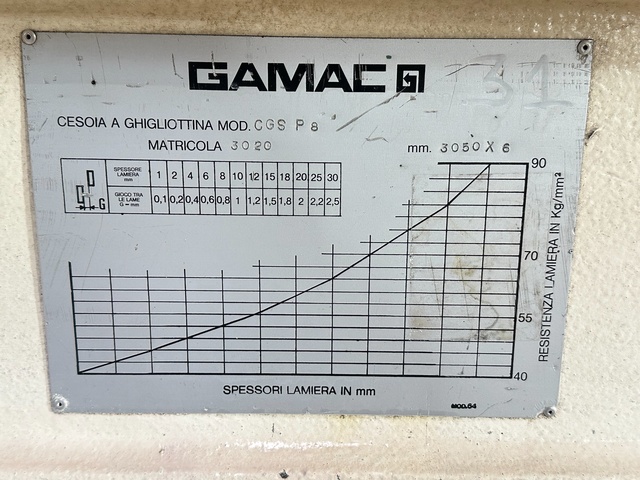 GAMAC
31
CESOIA A GHIGLIOTTINA MOD. CGS P 8
MATRICOLA 3020
mm. 3050 X 6
SPESSORE LAMIERA mm 1 2 4 6 8 10 12 15 18 20 25 30
GIOCO TRA LE LAME G = mm 0,1 0,2 0,4 0,6 0,8 1 1,2 1,5 1,8 2 2,2 2,5
G
90
70
55
40
RESISTENZA LAMIERA IN Kg/mm²
SPESSORI LAMIERA IN mm
MOD.54